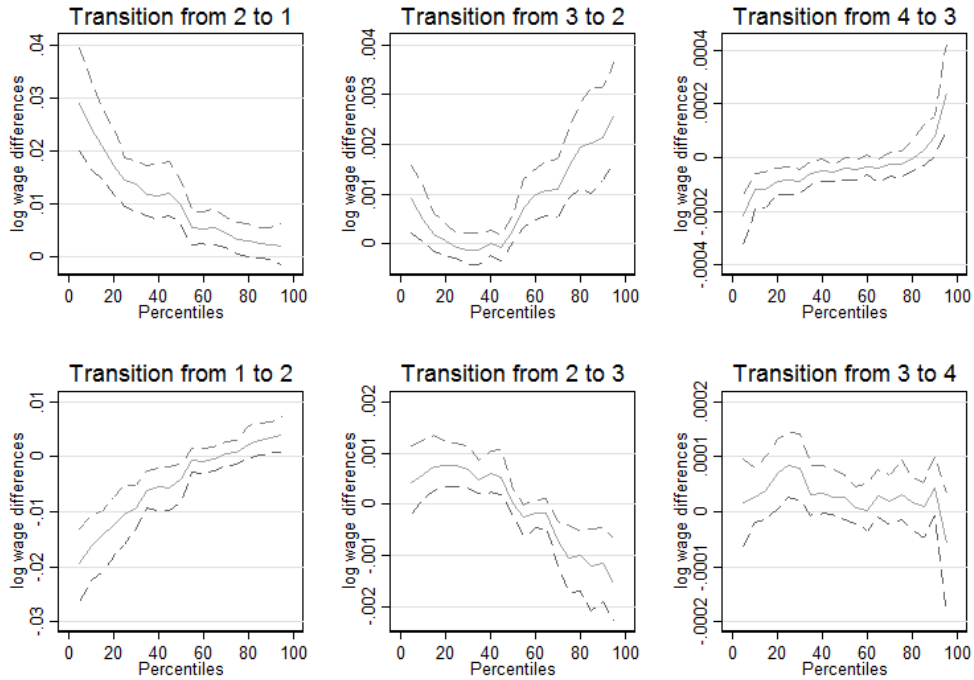 Transition from 2 to 1
log wage differences
.04
.03
.02
.01
0
0 20 40 60 80 100
Percentiles
Transition from 3 to 2
log wage differences
.004
.003
.002
.001
0
0 20 40 60 80 100
Percentiles
Transition from 4 to 3
log wage differences
.0004
.0002
0
-.0002
-.0004
0 20 40 60 80 100
Percentiles
Transition from 1 to 2
log wage differences
.01
0
-.01
-.02
-.03
0 20 40 60 80 100
Percentiles
Transition from 2 to 3
log wage differences
.002
.001
0
-.001
-.002
0 20 40 60 80 100
Percentiles
Transition from 3 to 4
log wage differences
.0002
.0001
0
-.0001
-.0002
0 20 40 60 80 100
Percentiles